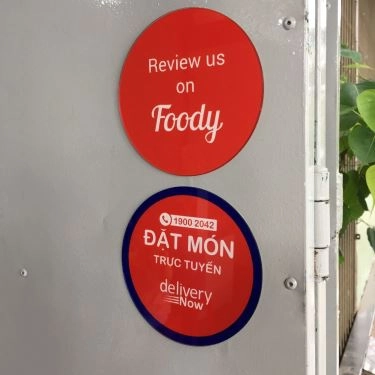 Review us
on
Foody
1900 2042
ĐẶT MÓN
TRỰC TUYẾN
delivery
Now